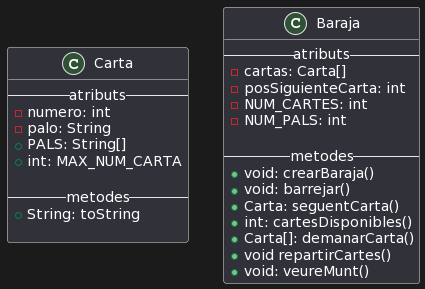 C Carta
atributs
numero: int
palo: String
PALS: String[]
int: MAX_NUM_CARTA
metodes
String: toString
C Baraja
atributs
cartas: Carta[]
posSiguienteCarta: int
NUM_CARTES: int
NUM_PALS: int
metodes
void: crearBaraja()
void: barrejar()
Carta: seguentCarta()
int: cartesDisponibles()
Carta[]: demanarCarta()
void repartirCartes()
void: veureMunt()